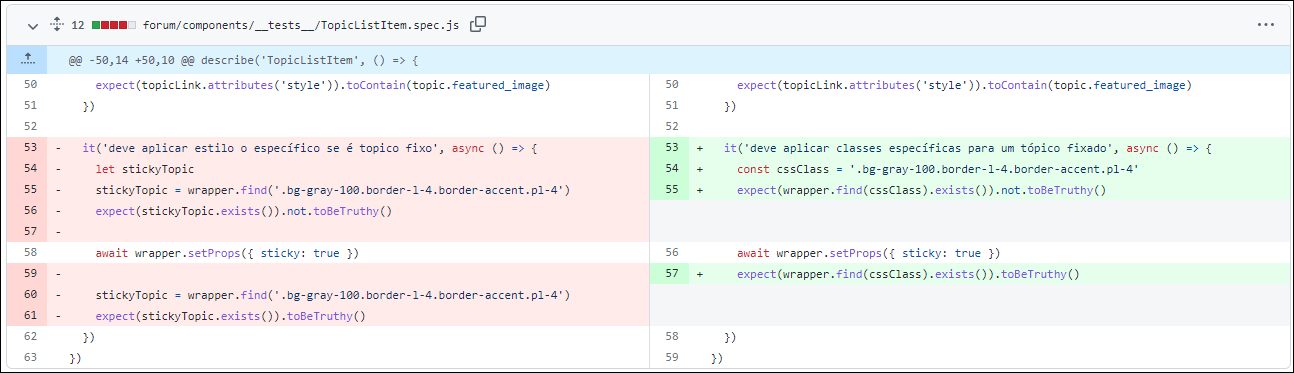 12 forum/components/__tests__/TopicListItem.spec.js
@@ -50,14 +50,10 @@ describe('TopicListItem', () => {
50 expect(topicLink.attributes('style')).toContain(topic.featured_image)
51 })
52
53 - it('deve aplicar estilo o específico se é topico fixo', async () => {
54 - let stickyTopic
55 - stickyTopic = wrapper.find('.bg-gray-100.border-l-4.border-accent.pl-4')
56 - expect(stickyTopic.exists()).not.toBeTruthy()
57 -
58 await wrapper.setProps({ sticky: true })
59 -
60 - stickyTopic = wrapper.find('.bg-gray-100.border-l-4.border-accent.pl-4')
61 - expect(stickyTopic.exists()).toBeTruthy()
62 })
63 })
50 expect(topicLink.attributes('style')).toContain(topic.featured_image)
51 })
52
53 + it('deve aplicar classes específicas para um tópico fixado', async () => {
54 + const cssClass = '.bg-gray-100.border-l-4.border-accent.pl-4'
55 + expect(wrapper.find(cssClass).exists()).not.toBeTruthy()
56 await wrapper.setProps({ sticky: true })
57 + expect(wrapper.find(cssClass).exists()).toBeTruthy()
58 })
59 })